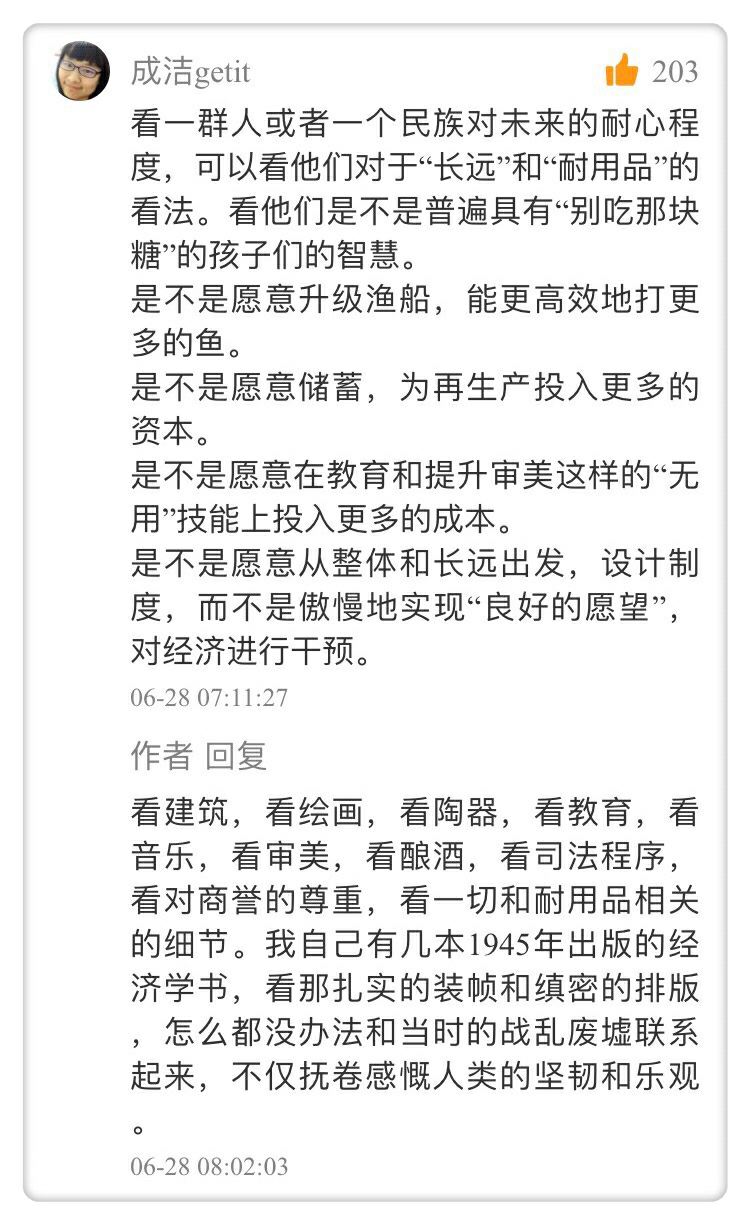 成洁getit
203
看一群人或者一个民族对未来的耐心程
度，可以看他们对于“长远”和“耐用品”的
看法。看他们是不是普遍具有“别吃那块
糖”的孩子们的智慧。
是不是愿意升级渔船，能更高效地打更
多的鱼。
是不是愿意储蓄，为再生产投入更多的
资本。
是不是愿意在教育和提升审美这样的“无
用”技能上投入更多的成本。
是不是愿意从整体和长远出发，设计制
度，而不是傲慢地实现“良好的愿望”，
对经济进行干预。
06-28 07:11:27
作者 回复
看建筑，看绘画，看陶器，看教育，看
音乐，看审美，看酿酒，看司法程序，
看对商誉的尊重，看一切和耐用品相关
的细节。我自己有几本1945年出版的经
济学书，看那扎实的装帧和缜密的排版
，怎么都没办法和当时的战乱废墟联系
起来，不仅抚卷感慨人类的坚韧和乐观
。
06-28 08:02:03